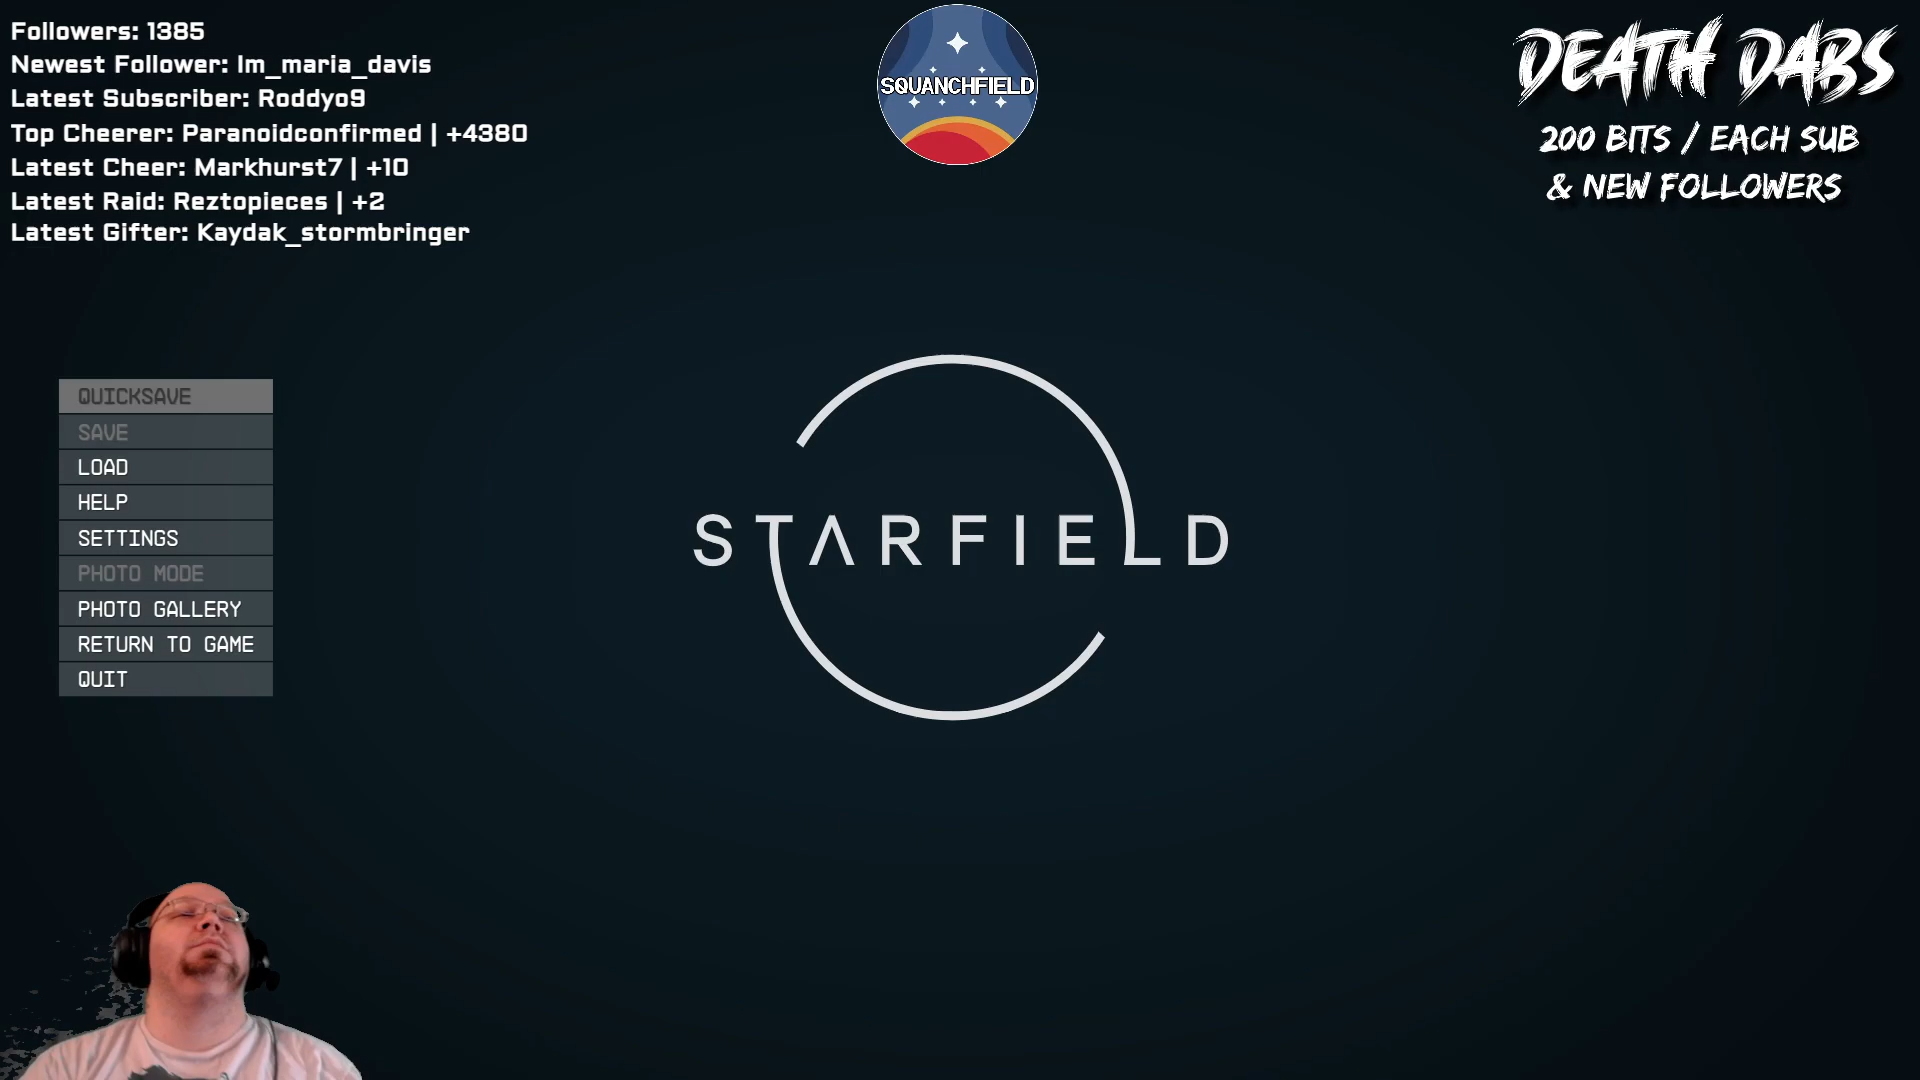 Followers: 1385
Newest Follower: Im_maria_davis
Latest Subscriber: Roddyo9
Top Cheerer: Paranoidconfirmed | +4380
Latest Cheer: Markhurst7 | +10
Latest Raid: Reztopieces | +2
Latest Gifter: Kaydak_stormbringer
SQUANCHFIELD
DEATH DABS
200 BITS / EACH SUB
& NEW FOLLOWERS
QUICKSAVE
SAVE
LOAD
HELP
SETTINGS
PHOTO MODE
PHOTO GALLERY
RETURN TO GAME
QUIT
STARFIELD